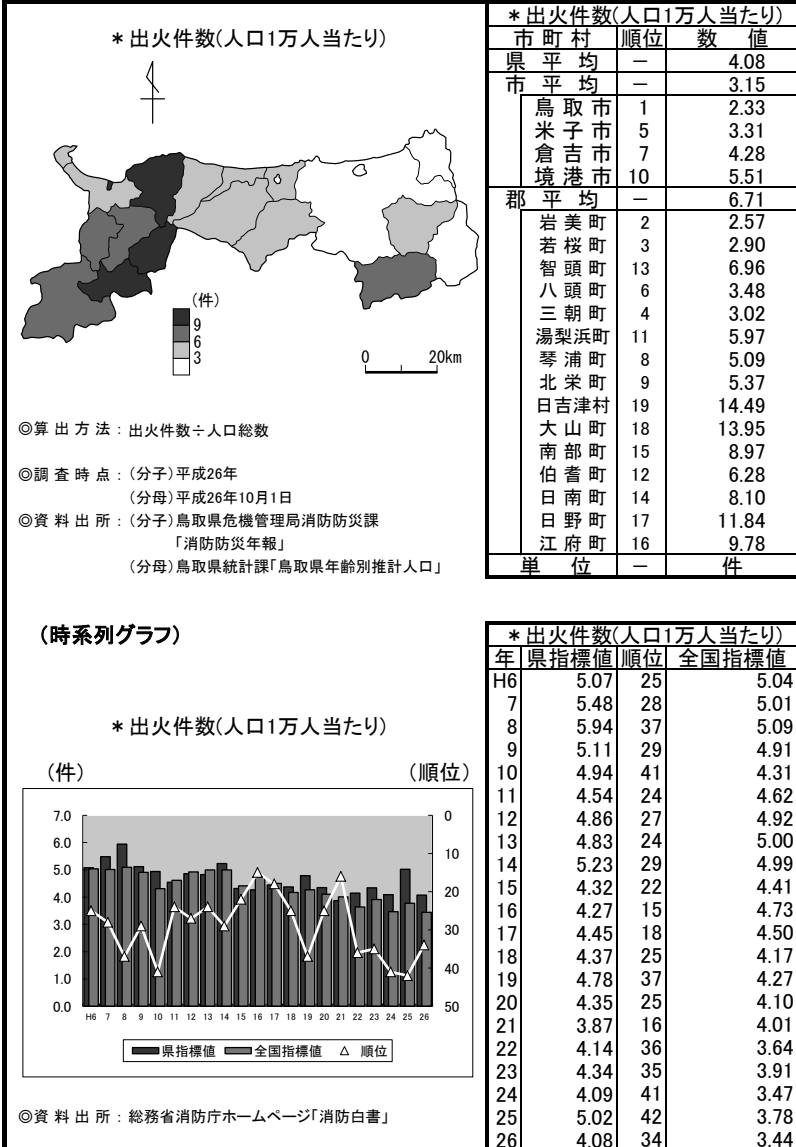 ＊出火件数(人口1万人当たり)
(件)
9
6
3
0 20km
◎算出方法：出火件数÷人口総数
◎調査時点：(分子)平成26年
(分母)平成26年10月1日
◎資料出所：(分子)鳥取県危機管理局消防防災課
「消防防災年報」
(分母)鳥取県統計課「鳥取県年齢別推計人口」
＊出火件数(人口1万人当たり)
市町村 順位 数値
県平均 － 4.08
市平均 － 3.15
鳥取市 1 2.33
米子市 5 3.31
倉吉市 7 4.28
境港市 10 5.51
郡平均 － 6.71
岩美町 2 2.57
若桜町 3 2.90
智頭町 13 6.96
八頭町 6 3.48
三朝町 4 3.02
湯梨浜町 11 5.97
琴浦町 8 5.09
北栄町 9 5.37
日吉津村 19 14.49
大山町 18 13.95
南部町 15 8.97
伯耆町 12 6.28
日南町 14 8.10
日野町 17 11.84
江府町 16 9.78
単位 － 件
(時系列グラフ)
＊出火件数(人口1万人当たり)
(件) (順位)
7.0 0
6.0
10
5.0
4.0 20
3.0 30
2.0
40
1.0
0.0 50
H6 7 8 9 10 11 12 13 14 15 16 17 18 19 20 21 22 23 24 25 26
県指標値 全国指標値 △ 順位
◎資料出所：総務省消防庁ホームページ「消防白書」
＊出火件数(人口1万人当たり)
年 県指標値 順位 全国指標値
H6 5.07 25 5.04
7 5.48 28 5.01
8 5.94 37 5.09
9 5.11 29 4.91
10 4.94 41 4.31
11 4.54 24 4.62
12 4.86 27 4.92
13 4.83 24 5.00
14 5.23 29 4.99
15 4.32 22 4.41
16 4.27 15 4.73
17 4.45 18 4.50
18 4.37 25 4.17
19 4.78 37 4.27
20 4.35 25 4.10
21 3.87 16 4.01
22 4.14 36 3.64
23 4.34 35 3.91
24 4.09 41 3.47
25 5.02 42 3.78
26 4.08 34 3.44